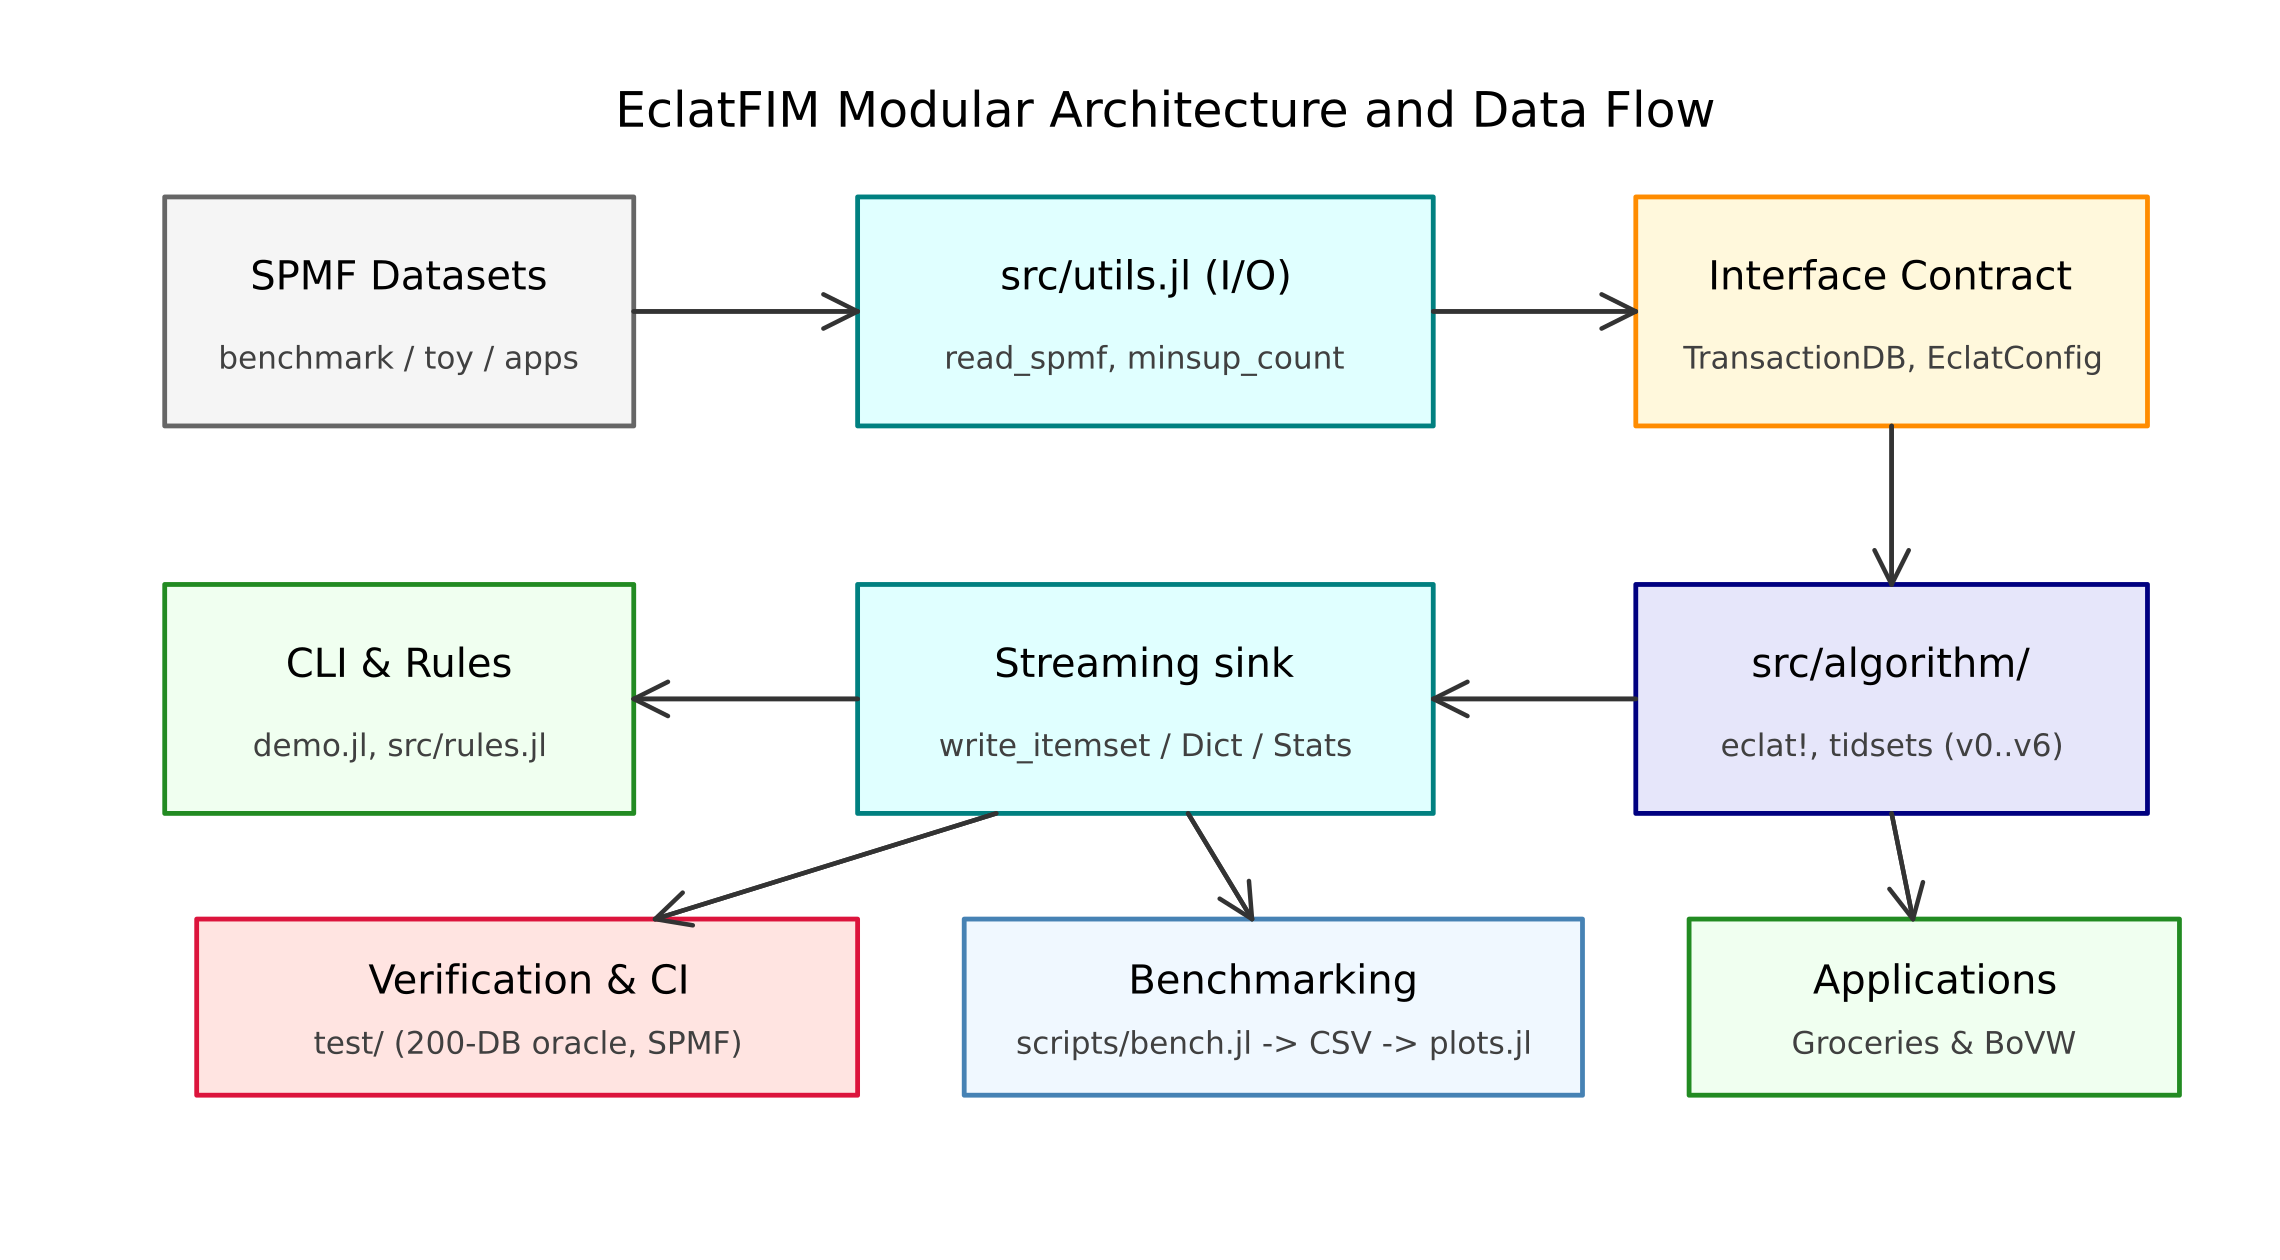 EclatFIM Modular Architecture and Data Flow
SPMF Datasets
benchmark / toy / apps
src/utils.jl (I/O)
read_spmf, minsup_count
Interface Contract
TransactionDB, EclatConfig
CLI & Rules
demo.jl, src/rules.jl
Streaming sink
write_itemset / Dict / Stats
src/algorithm/
eclat!, tidsets (v0..v6)
Verification & CI
test/ (200-DB oracle, SPMF)
Benchmarking
scripts/bench.jl -> CSV -> plots.jl
Applications
Groceries & BoVW